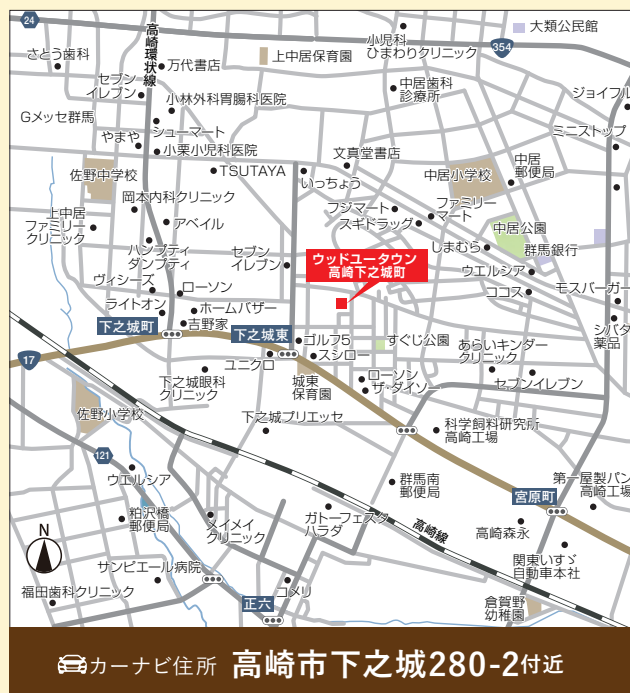 24
高崎環状線
小児科
ひまわりクリニック
大類公民館
354
さとう歯科
万代書店
上中居保育園
セブン
イレブン
中居歯科
診療所
ジョイフル
小林外科胃腸科医院
Gメッセ群馬
シューマート
ミニストップ
やまや
小栗小児科医院
文真堂書店
TSUTAYA
いっちょう
佐野中学校
中居小学校
中居
郵便局
岡本内科クリニック
フジマート
ファミリー
マート
上中居
ファミリー
クリニック
アベイル
スギドラッグ
中居公園
ハンプティ
ダンプティ
セブン
イレブン
しまむら
群馬銀行
ウッドユータウン
高崎下之城町
ウエルシア
ヴィシーズ
ローソン
ココス
モスバーガー
ライトオン
ホームバザー
下之城町
吉野家
下之城東
ゴルフ5
すぐじ公園
シバタ
薬品
17
ユニクロ
スシロー
あらいキンダー
クリニック
下之城眼科
クリニック
城東
保育園
ローソン
ザ・ダイソー
セブンイレブン
佐野小学校
下之城プリエッセ
科学飼料研究所
高崎工場
121
ウエルシア
群馬南
郵便局
第一屋製パン
高崎工場
宮原町
粕沢橋
郵便局
メイメイ
クリニック
ガトーフェスタ
ハラダ
高崎線
高崎森永
N
関東いすゞ
自動車本社
サンピエール病院
福田歯科クリニック
コメリ
正六
倉賀野
幼稚園
カーナビ住所 高崎市下之城280-2付近